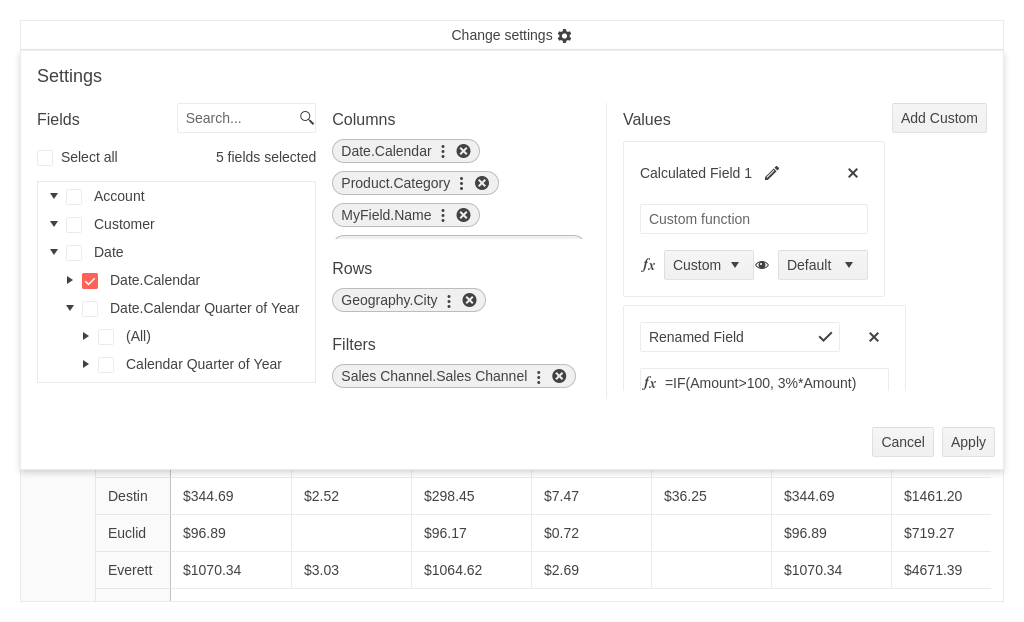 Change settings
Settings
Fields
Search...
Select all
5 fields selected
Account
Customer
Date
Date.Calendar
Date.Calendar Quarter of Year
(All)
Calendar Quarter of Year
Columns
Date.Calendar
Product.Category
MyField.Name
Rows
Geography.City
Filters
Sales Channel.Sales Channel
Values
Add Custom
Calculated Field 1
Custom function
fx Custom Default
Renamed Field
fx =IF(Amount>100, 3%*Amount)
Cancel Apply
Destin $344.69 $2.52 $298.45 $7.47 $36.25 $344.69 $1461.20
Euclid $96.89 $96.17 $0.72 $96.89 $719.27
Everett $1070.34 $3.03 $1064.62 $2.69 $1070.34 $4671.39